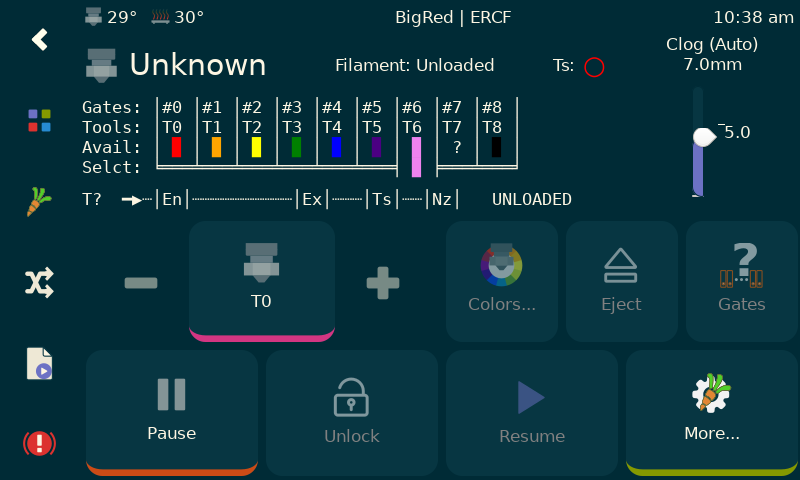 29° 30° BigRed | ERCF 10:38 am
Clog (Auto)
7.0mm
Unknown Filament: Unloaded Ts:
Gates: |#0 |#1 |#2 |#3 |#4 |#5 |#6 |#7 |#8 |
Tools: |T0 |T1 |T2 |T3 |T4 |T5 |T6 |T7 |T8 |
Avail: ?
Selct:
5.0
T? En Ex Ts Nz UNLOADED
T0
Colors...
Eject
? Gates
Pause
Unlock
Resume
More...